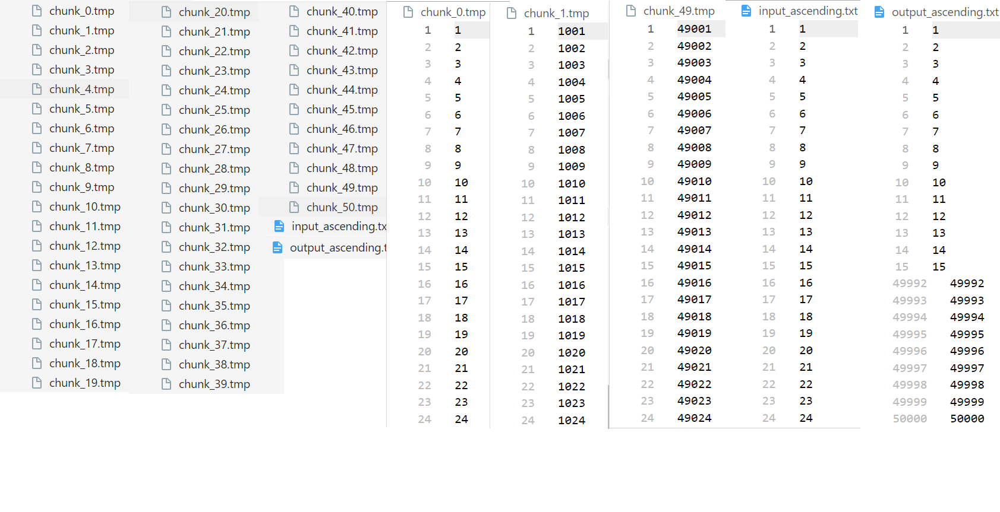 chunk_0.tmp
chunk_1.tmp
chunk_2.tmp
chunk_3.tmp
chunk_4.tmp
chunk_5.tmp
chunk_6.tmp
chunk_7.tmp
chunk_8.tmp
chunk_9.tmp
chunk_10.tmp
chunk_11.tmp
chunk_12.tmp
chunk_13.tmp
chunk_14.tmp
chunk_15.tmp
chunk_16.tmp
chunk_17.tmp
chunk_18.tmp
chunk_19.tmp
chunk_20.tmp
chunk_21.tmp
chunk_22.tmp
chunk_23.tmp
chunk_24.tmp
chunk_25.tmp
chunk_26.tmp
chunk_27.tmp
chunk_28.tmp
chunk_29.tmp
chunk_30.tmp
chunk_31.tmp
chunk_32.tmp
chunk_33.tmp
chunk_34.tmp
chunk_35.tmp
chunk_36.tmp
chunk_37.tmp
chunk_38.tmp
chunk_39.tmp
chunk_40.tmp
chunk_41.tmp
chunk_42.tmp
chunk_43.tmp
chunk_44.tmp
chunk_45.tmp
chunk_46.tmp
chunk_47.tmp
chunk_48.tmp
chunk_49.tmp
chunk_50.tmp
input_ascending.tx
output_ascending.t
chunk_0.tmp
1 1
2 2
3 3
4 4
5 5
6 6
7 7
8 8
9 9
10 10
11 11
12 12
13 13
14 14
15 15
16 16
17 17
18 18
19 19
20 20
21 21
22 22
23 23
24 24
chunk_1.tmp
1 1001
2 1002
3 1003
4 1004
5 1005
6 1006
7 1007
8 1008
9 1009
10 1010
11 1011
12 1012
13 1013
14 1014
15 1015
16 1016
17 1017
18 1018
19 1019
20 1020
21 1021
22 1022
23 1023
24 1024
chunk_49.tmp
1 49001
2 49002
3 49003
4 49004
5 49005
6 49006
7 49007
8 49008
9 49009
10 49010
11 49011
12 49012
13 49013
14 49014
15 49015
16 49016
17 49017
18 49018
19 49019
20 49020
21 49021
22 49022
23 49023
24 49024
input_ascending.txt
1 1
2 2
3 3
4 4
5 5
6 6
7 7
8 8
9 9
10 10
11 11
12 12
13 13
14 14
15 15
16 16
17 17
18 18
19 19
20 20
21 21
22 22
23 23
24 24
output_ascending.txt
1 1
2 2
3 3
4 4
5 5
6 6
7 7
8 8
9 9
10 10
11 11
12 12
13 13
14 14
15 15
49992 49992
49993 49993
49994 49994
49995 49995
49996 49996
49997 49997
49998 49998
49999 49999
50000 50000